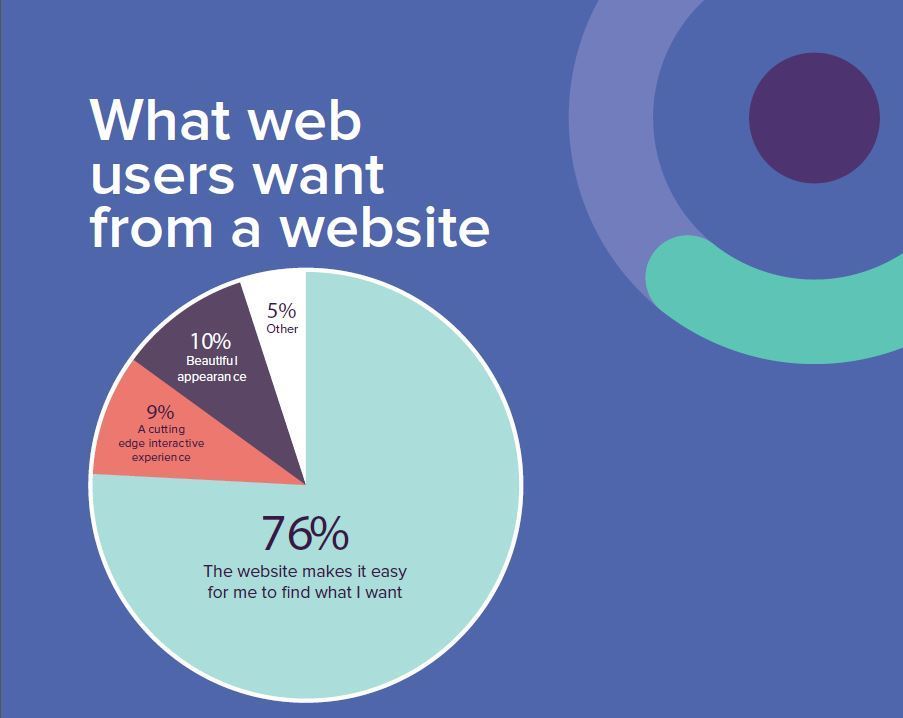 What web
users want
from a website
5%
Other
10%
Beautiful
appearance
9%
A cutting
edge interactive
experience
76%
The website makes it easy
for me to find what I want